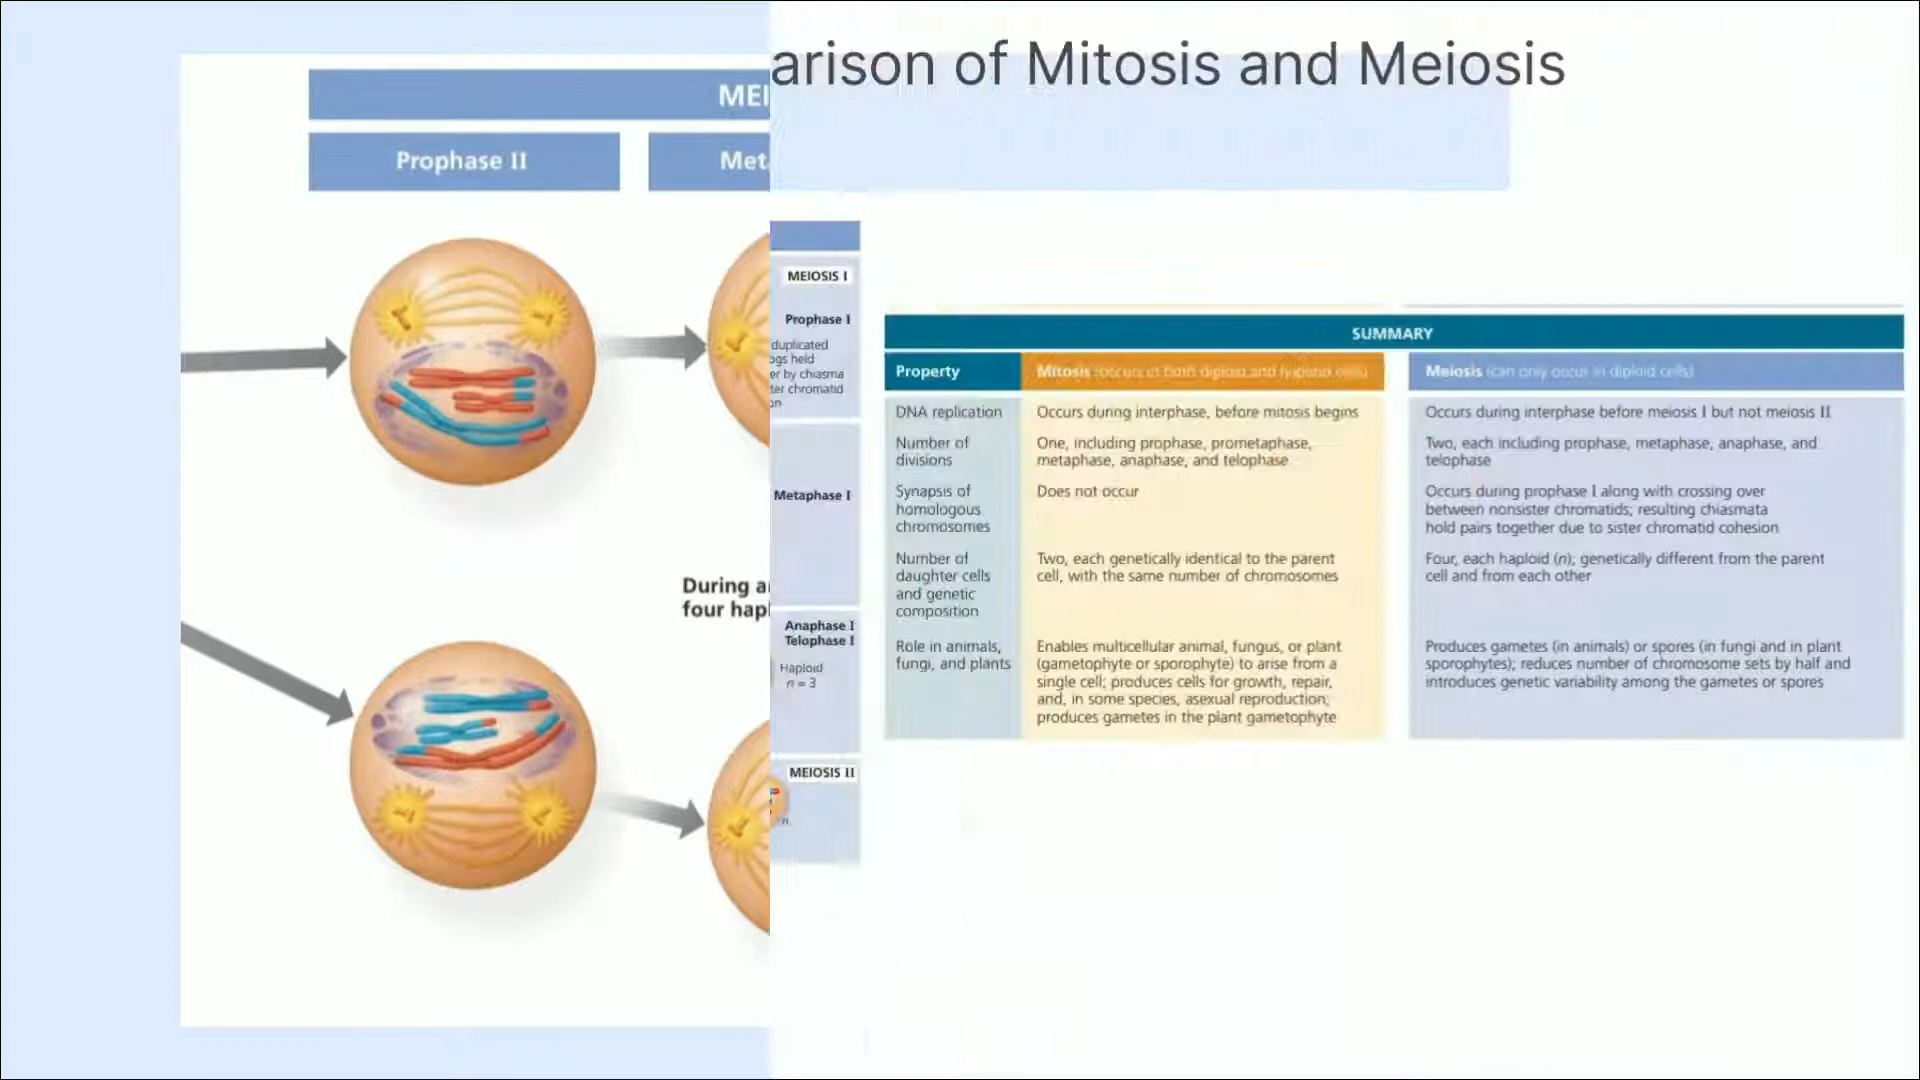 arison of Mitosis and Meiosis
MEI
Prophase II
Meta
During a
four hap
MEIOSIS I
Prophase I
duplicated
ogs held
er by chiasma
ter chromatid
on
Metaphase I
Anaphase I
Telophase I
Haploid
n = 3
MEIOSIS II
n
SUMMARY
Property
Mitosis (occurs in both diploid and haploid cells)
Meiosis (can only occur in diploid cells)
DNA replication
Occurs during interphase, before mitosis begins
Occurs during interphase before meiosis I but not meiosis II
Number of
divisions
One, including prophase, prometaphase,
metaphase, anaphase, and telophase
Two, each including prophase, metaphase, anaphase, and
telophase
Synapsis of
homologous
chromosomes
Does not occur
Occurs during prophase I along with crossing over
between nonsister chromatids; resulting chiasmata
hold pairs together due to sister chromatid cohesion
Number of
daughter cells
and genetic
composition
Two, each genetically identical to the parent
cell, with the same number of chromosomes
Four, each haploid (n); genetically different from the parent
cell and from each other
Role in animals,
fungi, and plants
Enables multicellular animal, fungus, or plant
(gametophyte or sporophyte) to arise from a
single cell; produces cells for growth, repair,
and, in some species, asexual reproduction;
produces gametes in the plant gametophyte
Produces gametes (in animals) or spores (in fungi and in plant
sporophytes); reduces number of chromosome sets by half and
introduces genetic variability among the gametes or spores